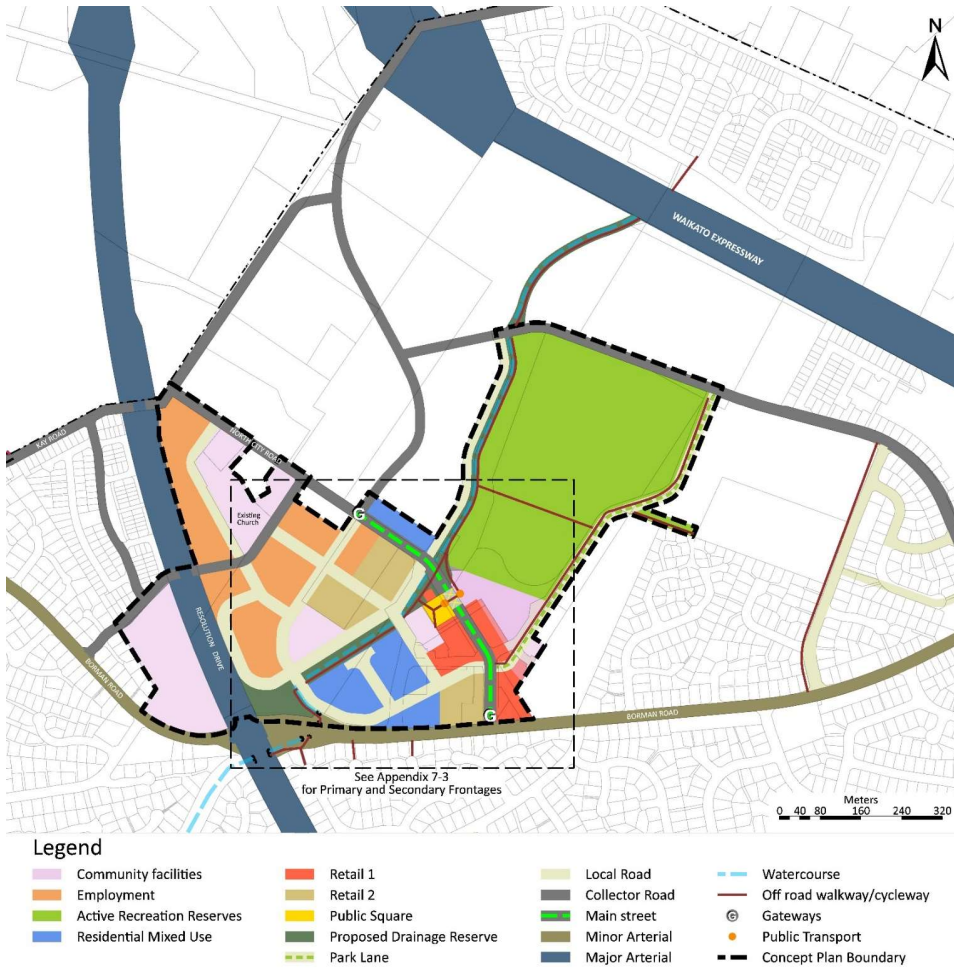 N
WAIKATO EXPRESSWAY
KAY ROAD
NORTH CITY ROAD
Existing
Church
G
RESOLUTION DRIVE
BORMAN ROAD
G
BORMAN ROAD
See Appendix 7-3
for Primary and Secondary Frontages
Meters
0 40 80 160 240 320
Legend
Community facilities
Employment
Active Recreation Reserves
Residential Mixed Use
Retail 1
Retail 2
Public Square
Proposed Drainage Reserve
Park Lane
Local Road
Collector Road
Main street
Minor Arterial
Major Arterial
Watercourse
Off road walkway/cycleway
G Gateways
Public Transport
Concept Plan Boundary